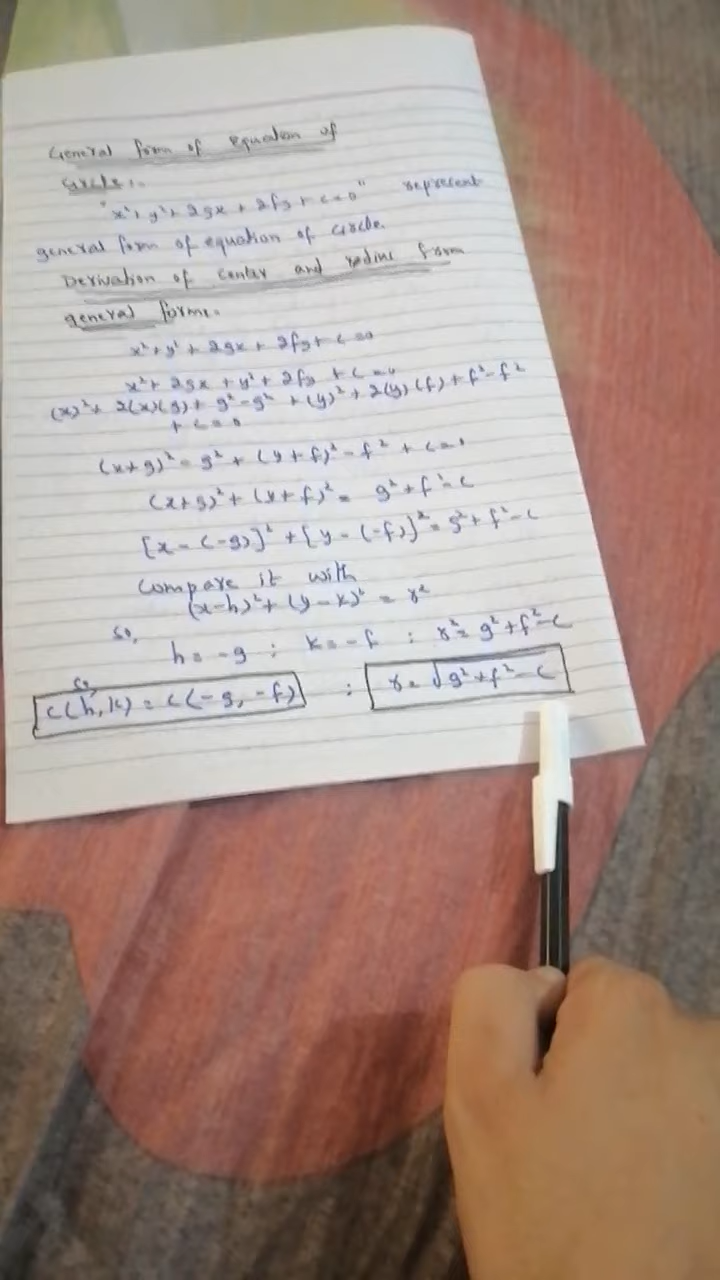 General form of equation of
circle:-
"x²+y²+2gx+2fy+c=0" represent
general form of equation of circle.
Derivation of center and radius from
general form:-
x²+y²+2gx+2fy+c=0
x²+2gx+y²+2fy+c=0
(x)²+2(x)(g)+g²-g²+(y)²+2(y)(f)+f²-f²
+c=0
(x+g)²-g²+(y+f)²-f²+c=0
(x+g)²+(y+f)²=g²+f²-c
[x-(-g)]²+[y-(-f)]²=g²+f²-c
Compare it with
(x-h)²+(y-k)²=r²
So, h=-g ; k=-f ; r²=g²+f²-c
So,
C(h,k)=C(-g,-f) ; r=√g²+f²-c